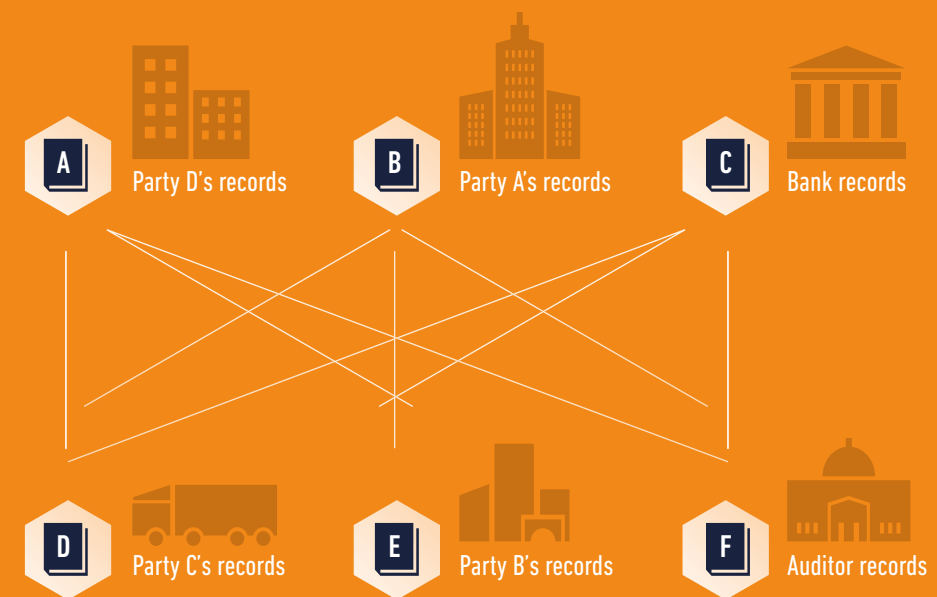 A
Party D's records
B
Party A's records
C
Bank records
D
Party C's records
E
Party B's records
F
Auditor records